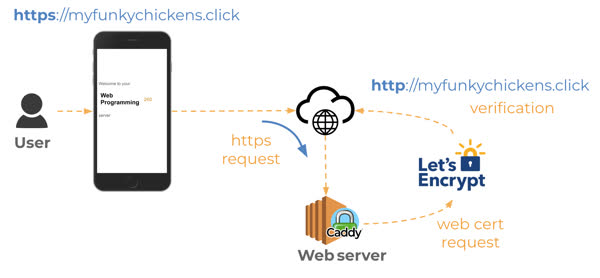 https://myfunkychickens.click
http://myfunkychickens.click
verification
Welcome to your
Web
Programming 260
server
User
https
request
Let's
Encrypt
Caddy
Web server
web cert
request